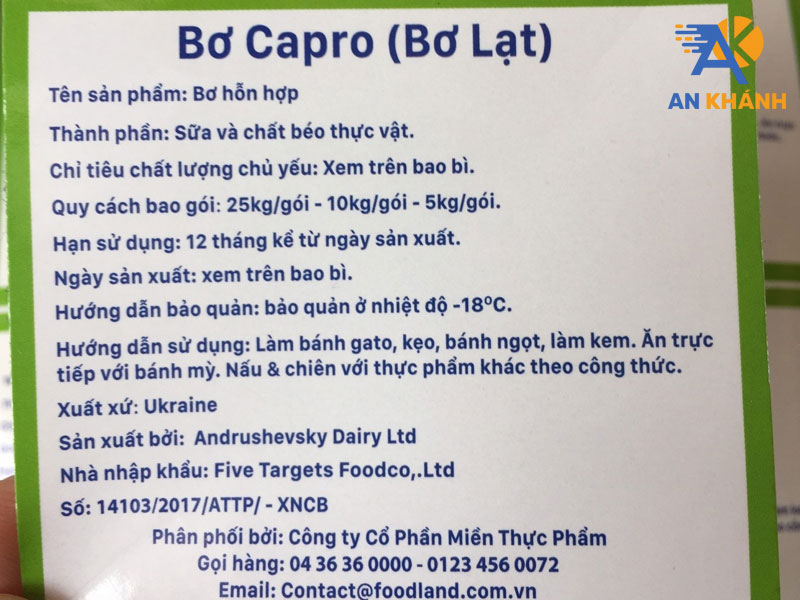 Bơ Capro (Bơ Lạt)
AK
AN KHÁNH
Tên sản phẩm: Bơ hỗn hợp
Thành phần: Sữa và chất béo thực vật.
Chỉ tiêu chất lượng chủ yếu: Xem trên bao bì.
Quy cách bao gói: 25kg/gói - 10kg/gói - 5kg/gói.
Hạn sử dụng: 12 tháng kể từ ngày sản xuất.
Ngày sản xuất: xem trên bao bì.
Hướng dẫn bảo quản: bảo quản ở nhiệt độ -18ºC.
Hướng dẫn sử dụng: Làm bánh gato, kẹo, bánh ngọt, làm kem. Ăn trực
tiếp với bánh mỳ. Nấu & chiên với thực phẩm khác theo công thức.
Xuất xứ: Ukraine
Sản xuất bởi: Andrushevsky Dairy Ltd
Nhà nhập khẩu: Five Targets Foodco,.Ltd
Số: 14103/2017/ATTP/ - XNCB
Phân phối bởi: Công ty Cổ Phần Miền Thực Phẩm
Gọi hàng: 04 36 36 0000 - 0123 456 0072
Email: Contact@foodland.com.vn